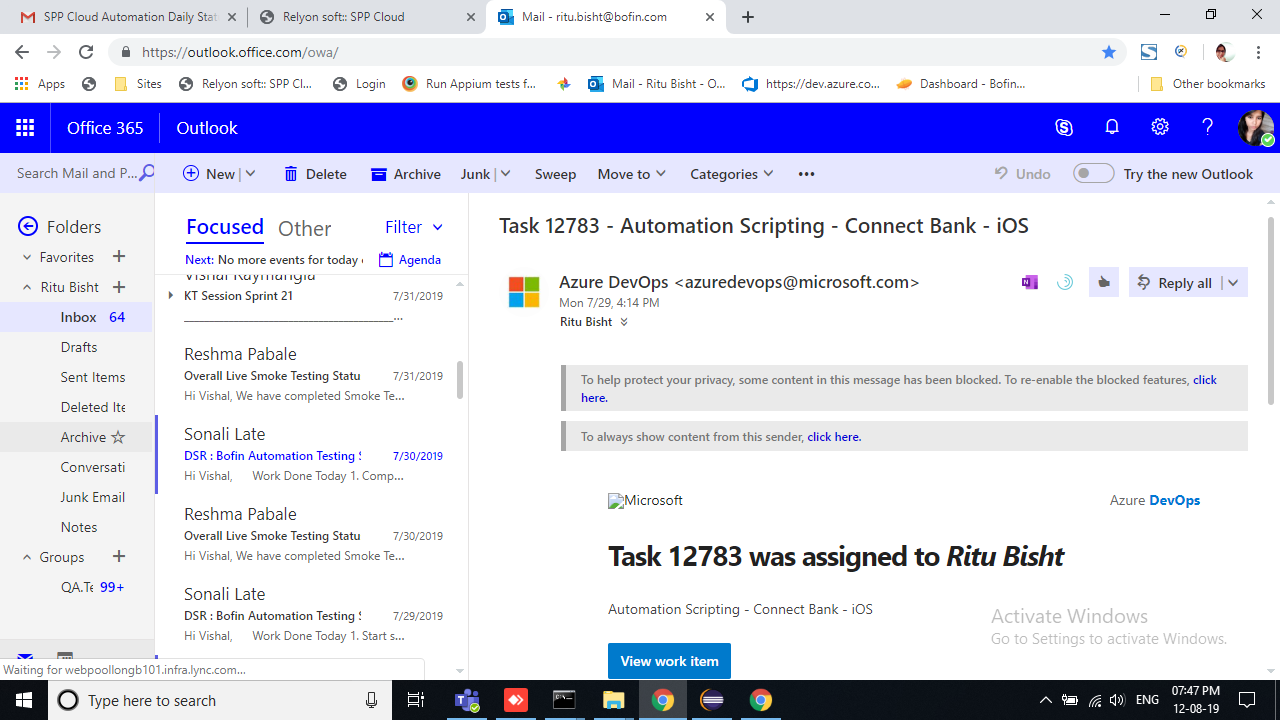 SPP Cloud Automation Daily Stat
Relyon soft:: SPP Cloud
Mail - ritu.bisht@bofin.com
https://outlook.office.com/owa/
Apps
Sites
Relyon soft:: SPP Cl...
Login
Run Appium tests f...
Mail - Ritu Bisht - O...
https://dev.azure.co...
Dashboard - Bofin...
Other bookmarks
Office 365
Outlook
Search Mail and P...
New
Delete
Archive
Junk
Sweep
Move to
Categories
Undo
Try the new Outlook
Folders
Favorites
Ritu Bisht
Inbox 64
Drafts
Sent Items
Deleted Ite
Archive
Conversati
Junk Email
Notes
Groups
QA.Te 99+
Focused
Other
Filter
Next: No more events for today
Agenda
Vishal Raymangia
KT Session Sprint 21 7/31/2019
Reshma Pabale
Overall Live Smoke Testing Statu 7/31/2019
Hi Vishal, We have completed Smoke Te...
Sonali Late
DSR : Bofin Automation Testing S 7/30/2019
Hi Vishal, Work Done Today 1. Comp...
Reshma Pabale
Overall Live Smoke Testing Statu 7/30/2019
Hi Vishal, We have completed Smoke Te...
Sonali Late
DSR : Bofin Automation Testing S 7/29/2019
Hi Vishal, Work Done Today 1. Start s...
Task 12783 - Automation Scripting - Connect Bank - iOS
Azure DevOps <azuredevops@microsoft.com>
Mon 7/29, 4:14 PM
Ritu Bisht
Reply all
To help protect your privacy, some content in this message has been blocked. To re-enable the blocked features, click
here.
To always show content from this sender, click here.
Microsoft
Azure DevOps
Task 12783 was assigned to Ritu Bisht
Automation Scripting - Connect Bank - iOS
View work item
Activate Windows
Go to Settings to activate Windows.
Waiting for webpoollongb101.infra.lync.com...
Type here to search
ENG
07:47 PM
12-08-19